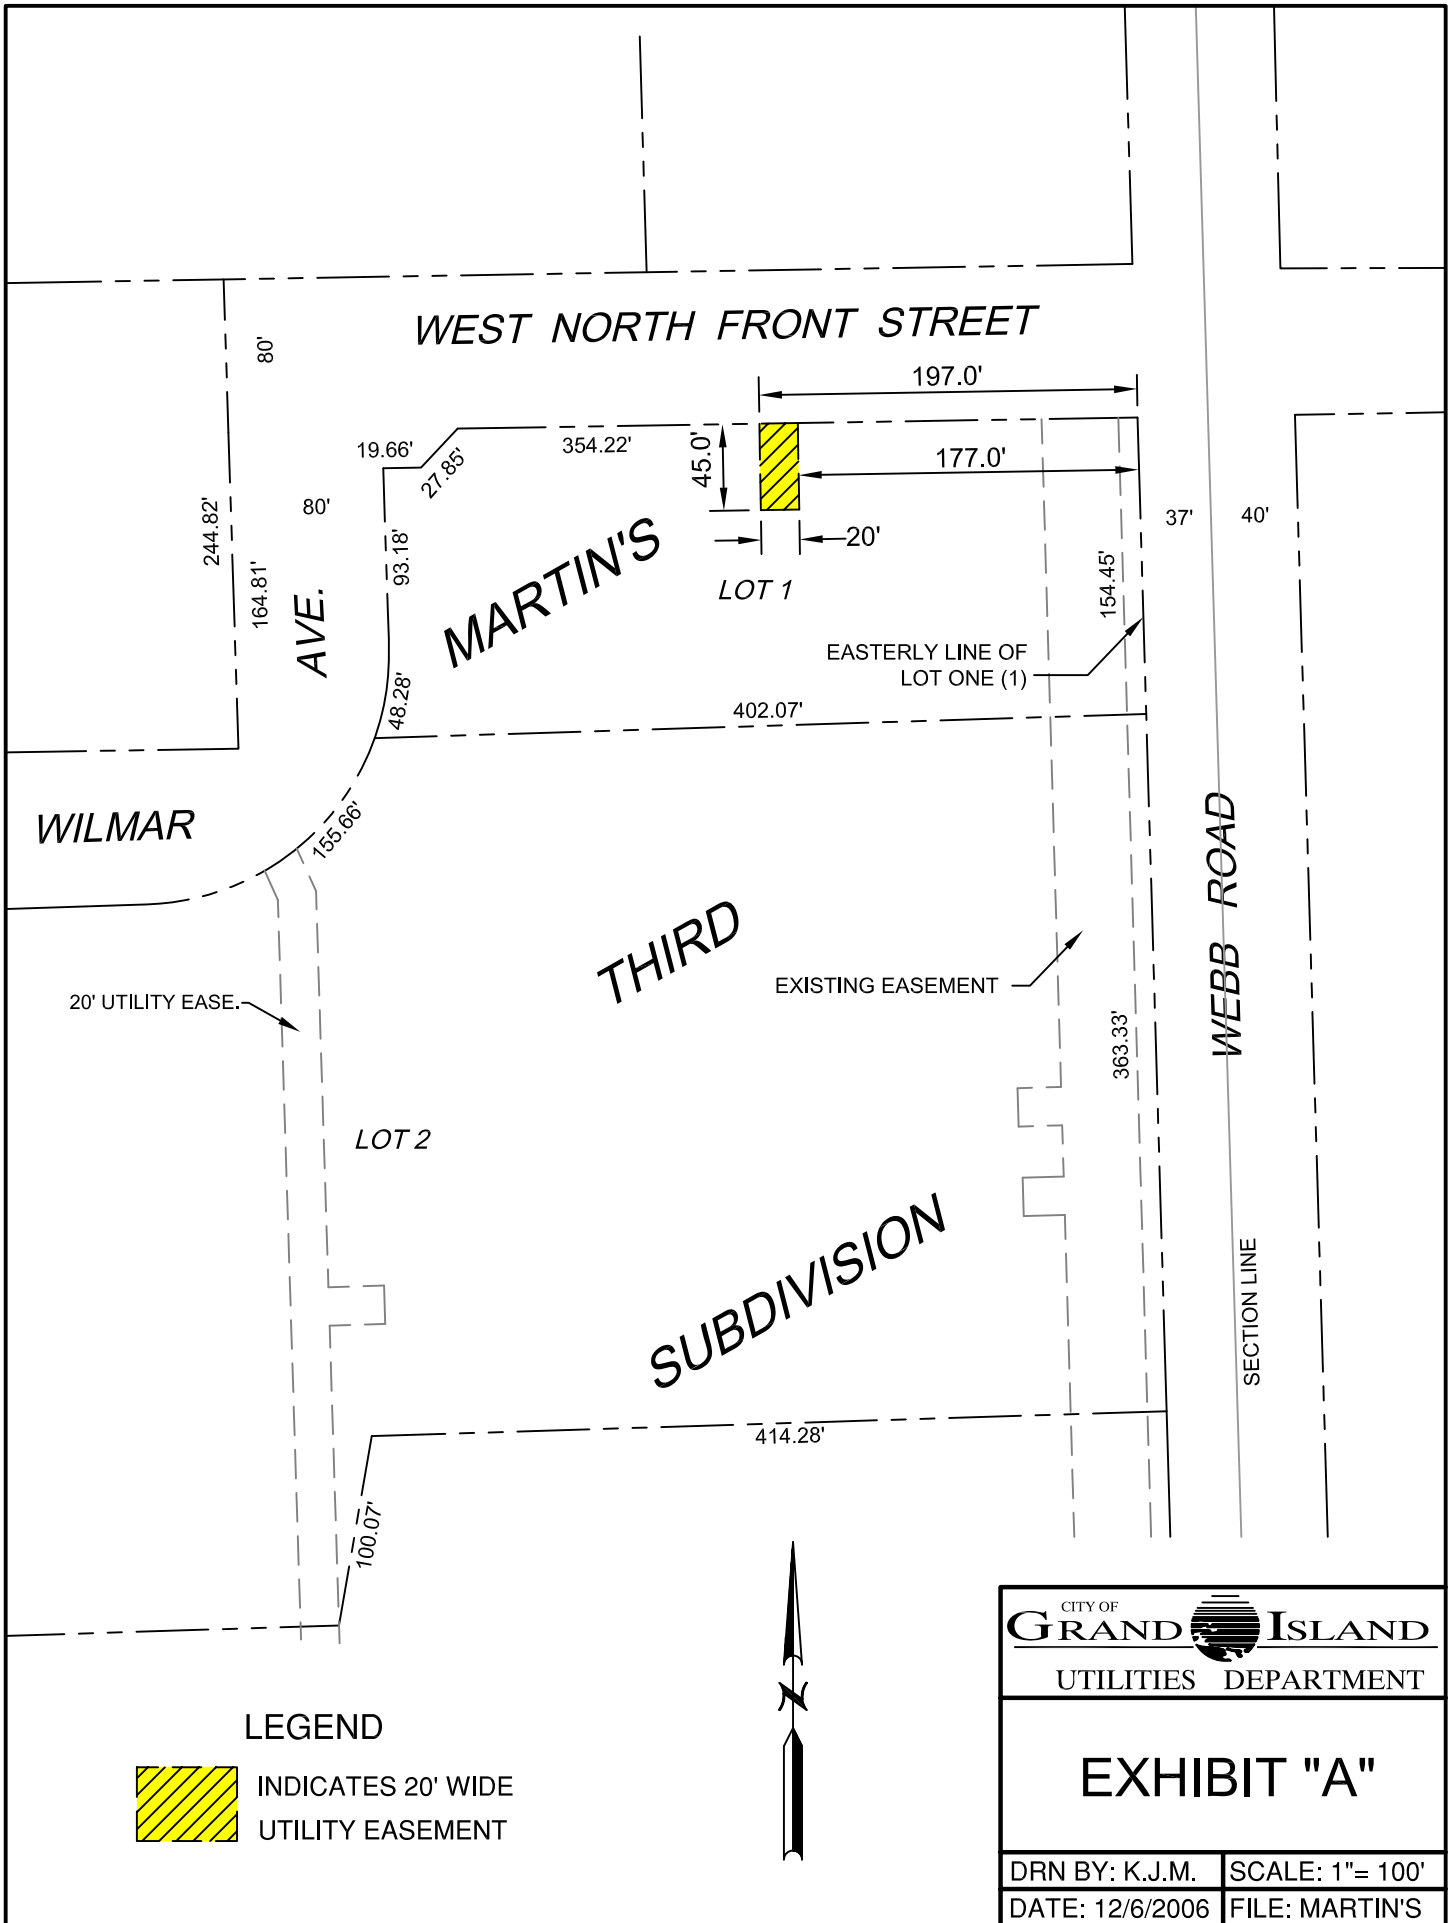 WEST NORTH FRONT STREET
80'
197.0'
19.66'
27.85'
354.22'
45.0'
177.0'
244.82'
80'
93.18'
37'
40'
20'
164.81'
AVE.
MARTIN'S
LOT 1
154.45'
EASTERLY LINE OF
LOT ONE (1)
48.28'
402.07'
WILMAR
155.66'
WEBB ROAD
THIRD
EXISTING EASEMENT
20' UTILITY EASE.
363.33'
LOT 2
SUBDIVISION
SECTION LINE
414.28'
100.07'
N
LEGEND
INDICATES 20' WIDE
UTILITY EASEMENT
CITY OF
GRAND ISLAND
UTILITIES DEPARTMENT
EXHIBIT "A"
DRN BY: K.J.M.
SCALE: 1"= 100'
DATE: 12/6/2006
FILE: MARTIN'S